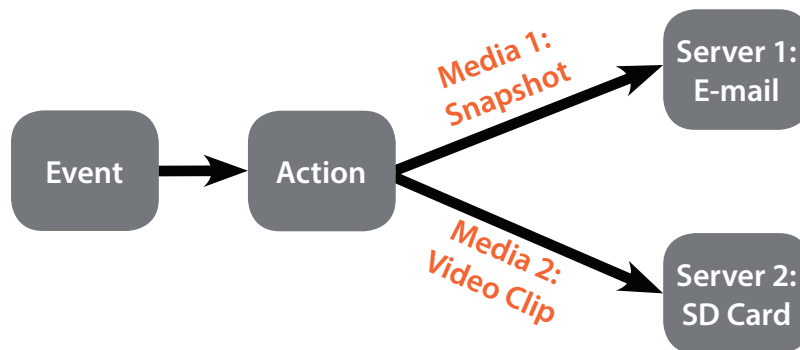 Event
Action
Media 1:
Snapshot
Server 1:
E-mail
Media 2:
Video Clip
Server 2:
SD Card